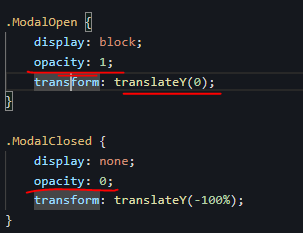 .ModalOpen {
display: block;
opacity: 1;
transform: translateY(0);
}
.ModalClosed {
display: none;
opacity: 0;
transform: translateY(-100%);
}